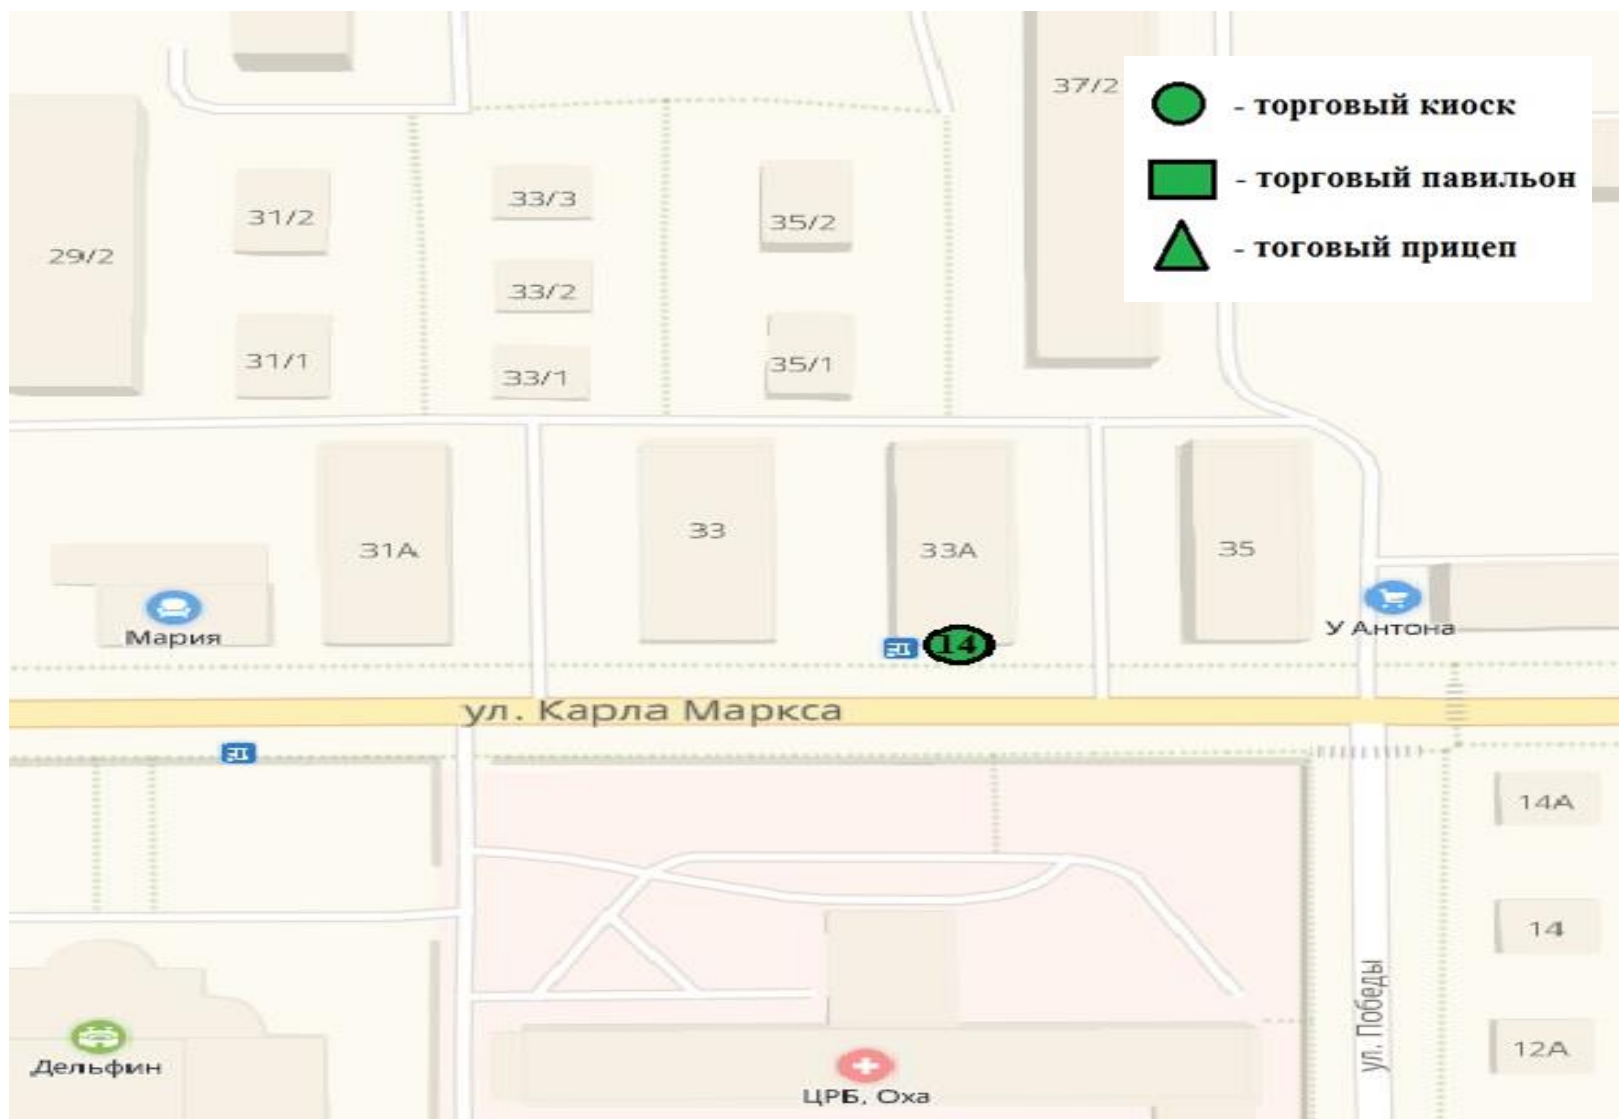 37/2
- торговый киоск
- торговый павильон
- тоговый прицеп
33/3
31/2
35/2
29/2
33/2
31/1
35/1
33/1
33
31А
33А
35
Мария
У Антона
14
ул. Карла Маркса
14А
14
ул. Победы
12А
Дельфин
ЦРБ, Оха